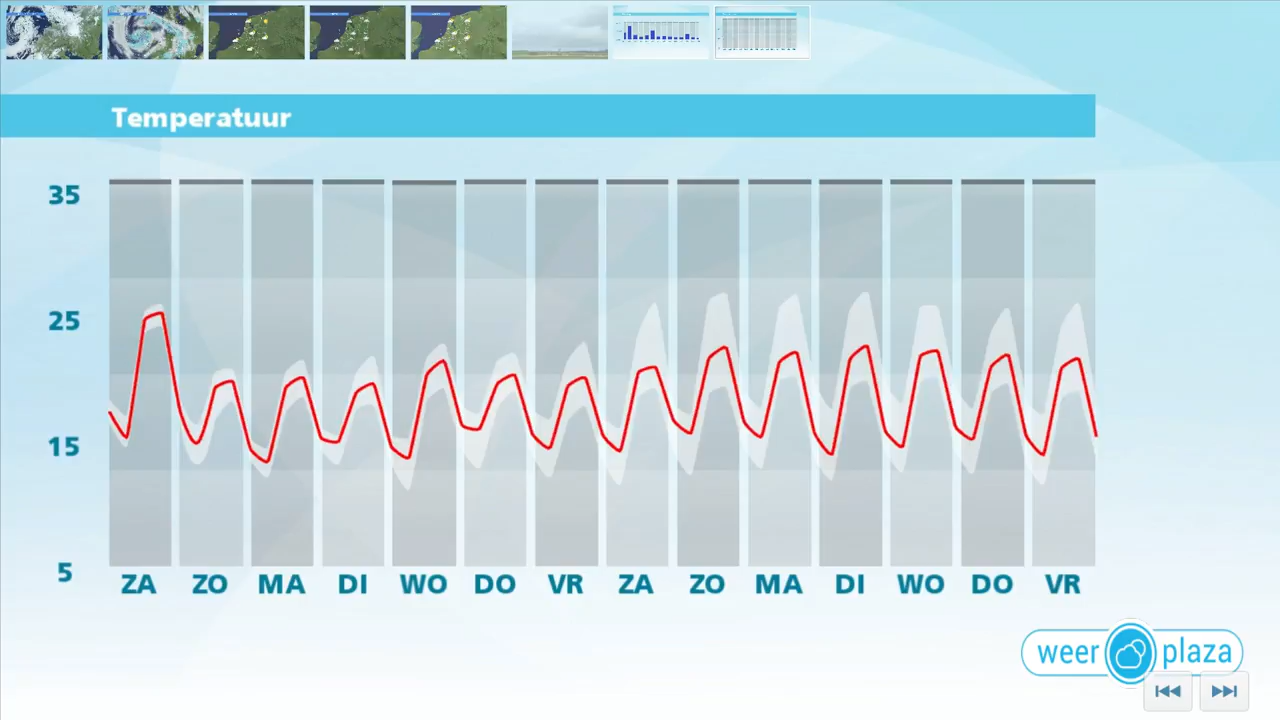 Temperatuur
35
25
15
5
ZA ZO MA DI WO DO VR ZA ZO MA DI WO DO VR
weer plaza